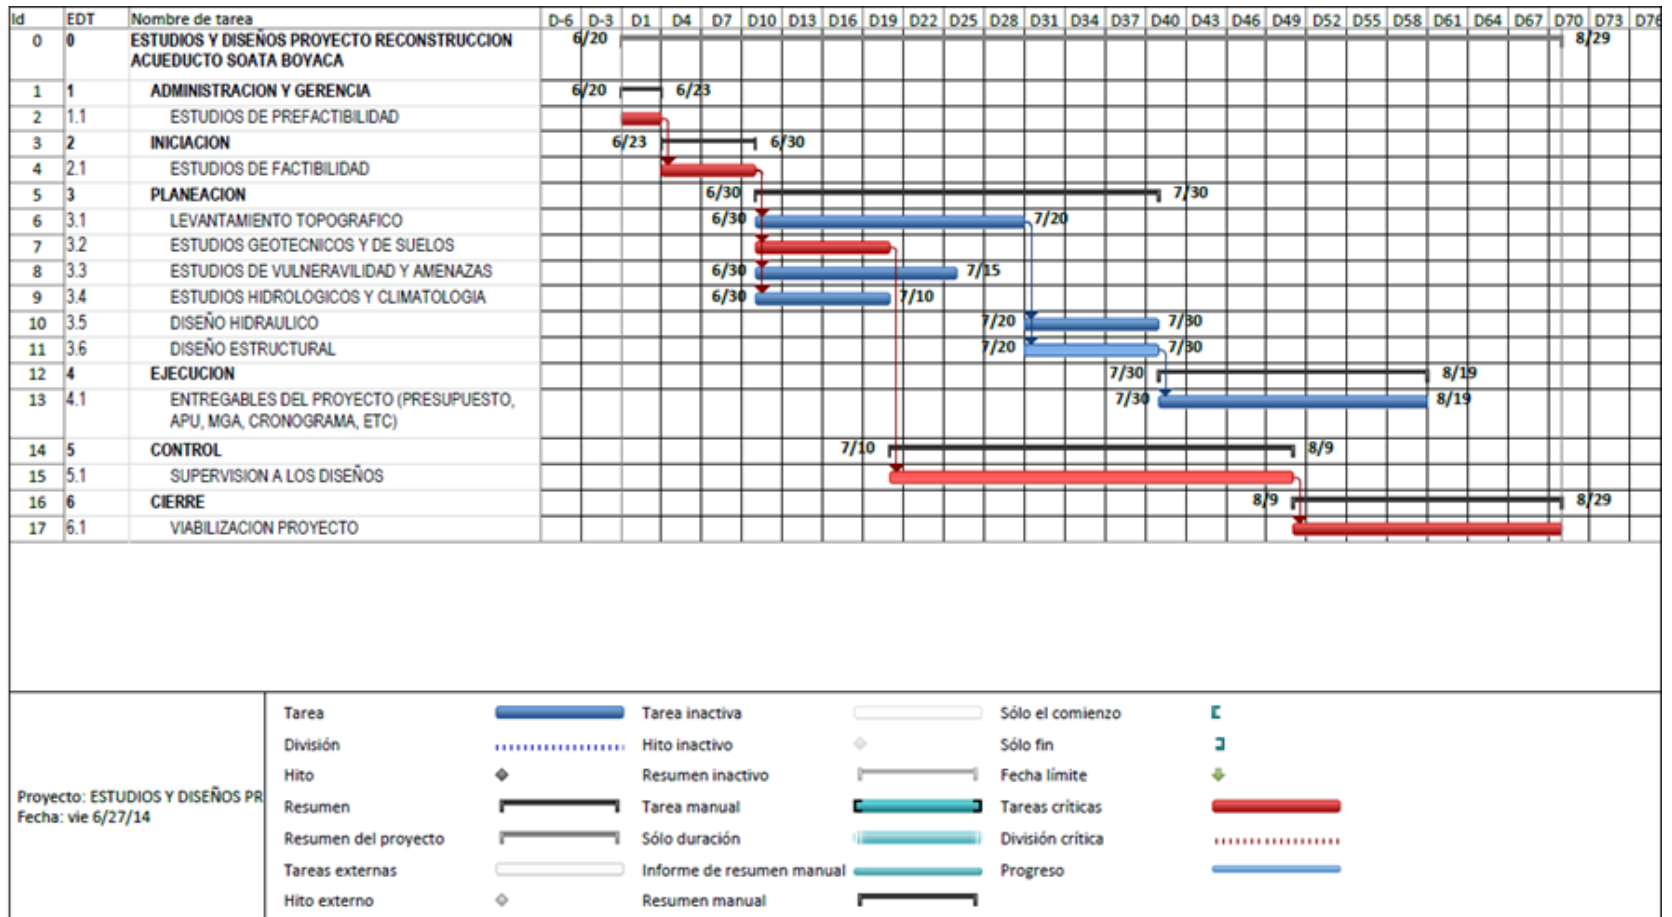 Id EDT Nombre de tarea D-6 D-3 D1 D4 D7 D10 D13 D16 D19 D22 D25 D28 D31 D34 D37 D40 D43 D46 D49 D52 D55 D58 D61 D64 D67 D70 D73 D76
0 0 ESTUDIOS Y DISEÑOS PROYECTO RECONSTRUCCION 6/20 8/29
ACUEDUCTO SOATA BOYACA
1 1 ADMINISTRACION Y GERENCIA 6/20 6/23
2 1.1 ESTUDIOS DE PREFACTIBILIDAD
3 2 INICIACION 6/23 6/30
4 2.1 ESTUDIOS DE FACTIBILIDAD
5 3 PLANEACION 6/30 7/30
6 3.1 LEVANTAMIENTO TOPOGRAFICO 6/30 7/20
7 3.2 ESTUDIOS GEOTECNICOS Y DE SUELOS
8 3.3 ESTUDIOS DE VULNERAVILIDAD Y AMENAZAS 6/30 7/15
9 3.4 ESTUDIOS HIDROLOGICOS Y CLIMATOLOGIA 6/30 7/10
10 3.5 DISEÑO HIDRAULICO 7/20 7/30
11 3.6 DISEÑO ESTRUCTURAL 7/20 7/30
12 4 EJECUCION 7/30 8/19
13 4.1 ENTREGABLES DEL PROYECTO (PRESUPUESTO, 7/30 8/19
APU, MGA, CRONOGRAMA, ETC)
14 5 CONTROL 7/10 8/9
15 5.1 SUPERVISION A LOS DISEÑOS
16 6 CIERRE 8/9 8/29
17 6.1 VIABILIZACION PROYECTO
Proyecto: ESTUDIOS Y DISEÑOS PR
Fecha: vie 6/27/14
Tarea Tarea inactiva Sólo el comienzo
División Hito inactivo Sólo fin
Hito Resumen inactivo Fecha límite
Resumen Tarea manual Tareas críticas
Resumen del proyecto Sólo duración División crítica
Tareas externas Informe de resumen manual Progreso
Hito externo Resumen manual